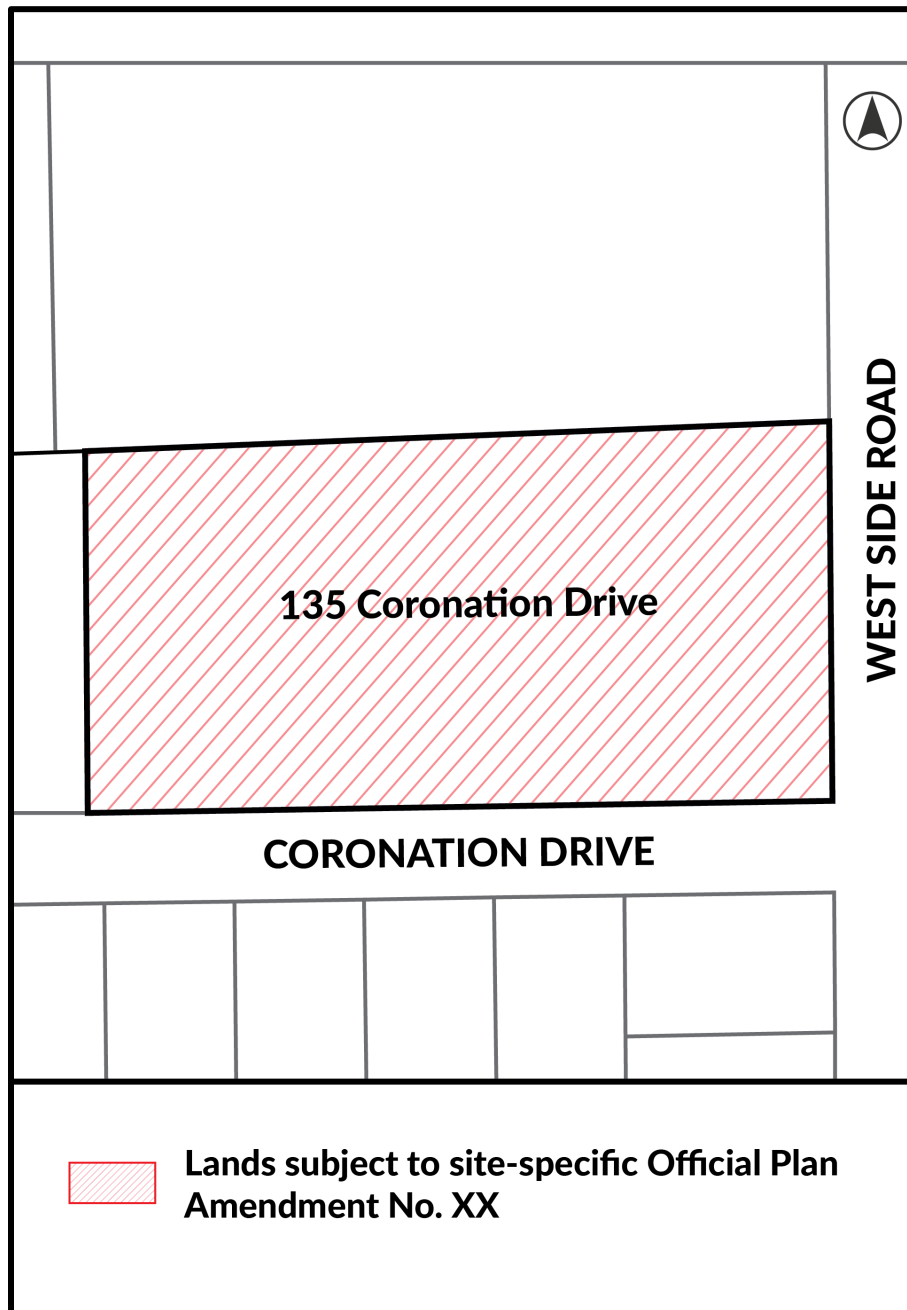 WEST SIDE ROAD
135 Coronation Drive
CORONATION DRIVE
Lands subject to site-specific Official Plan
Amendment No. XX